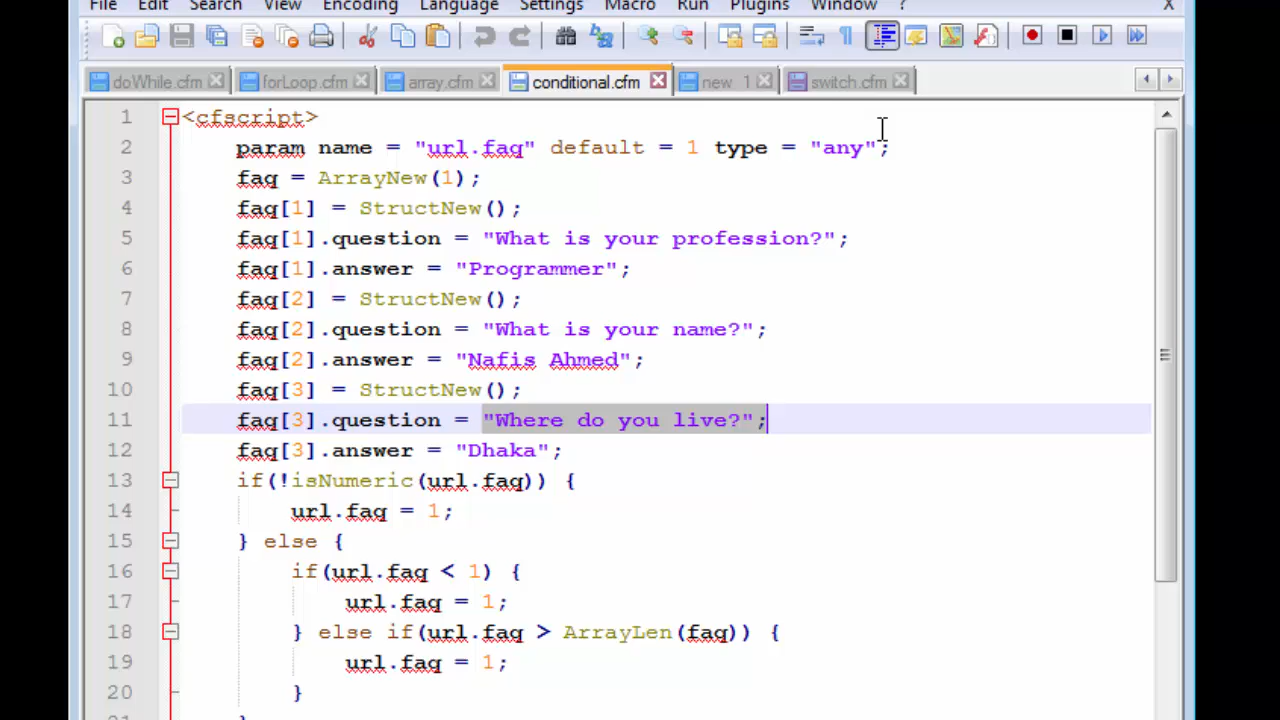 File Edit Search View Encoding Language Settings Macro Run Plugins Window ? X
doWhile.cfm forLoop.cfm array.cfm conditional.cfm new 1 switch.cfm
1 <cfscript>
2 param name = "url.faq" default = 1 type = "any";
3 faq = ArrayNew(1);
4 faq[1] = StructNew();
5 faq[1].question = "What is your profession?";
6 faq[1].answer = "Programmer";
7 faq[2] = StructNew();
8 faq[2].question = "What is your name?";
9 faq[2].answer = "Nafis Ahmed";
10 faq[3] = StructNew();
11 faq[3].question = "Where do you live?";
12 faq[3].answer = "Dhaka";
13 if(!isNumeric(url.faq)) {
14 url.faq = 1;
15 } else {
16 if(url.faq < 1) {
17 url.faq = 1;
18 } else if(url.faq > ArrayLen(faq)) {
19 url.faq = 1;
20 }